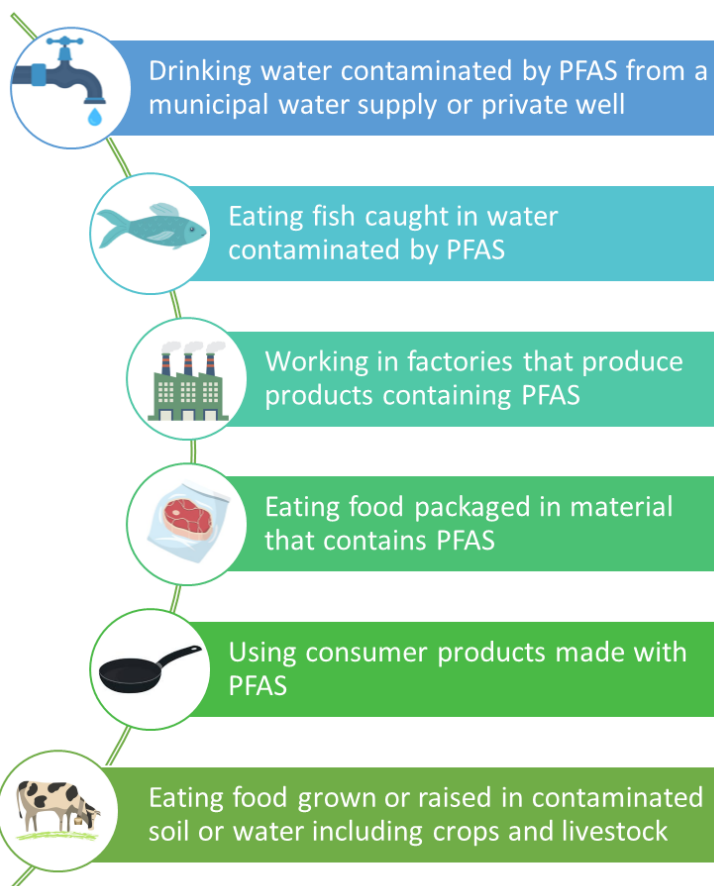 Drinking water contaminated by PFAS from a
municipal water supply or private well
Eating fish caught in water
contaminated by PFAS
Working in factories that produce
products containing PFAS
Eating food packaged in material
that contains PFAS
Using consumer products made with
PFAS
Eating food grown or raised in contaminated
soil or water including crops and livestock